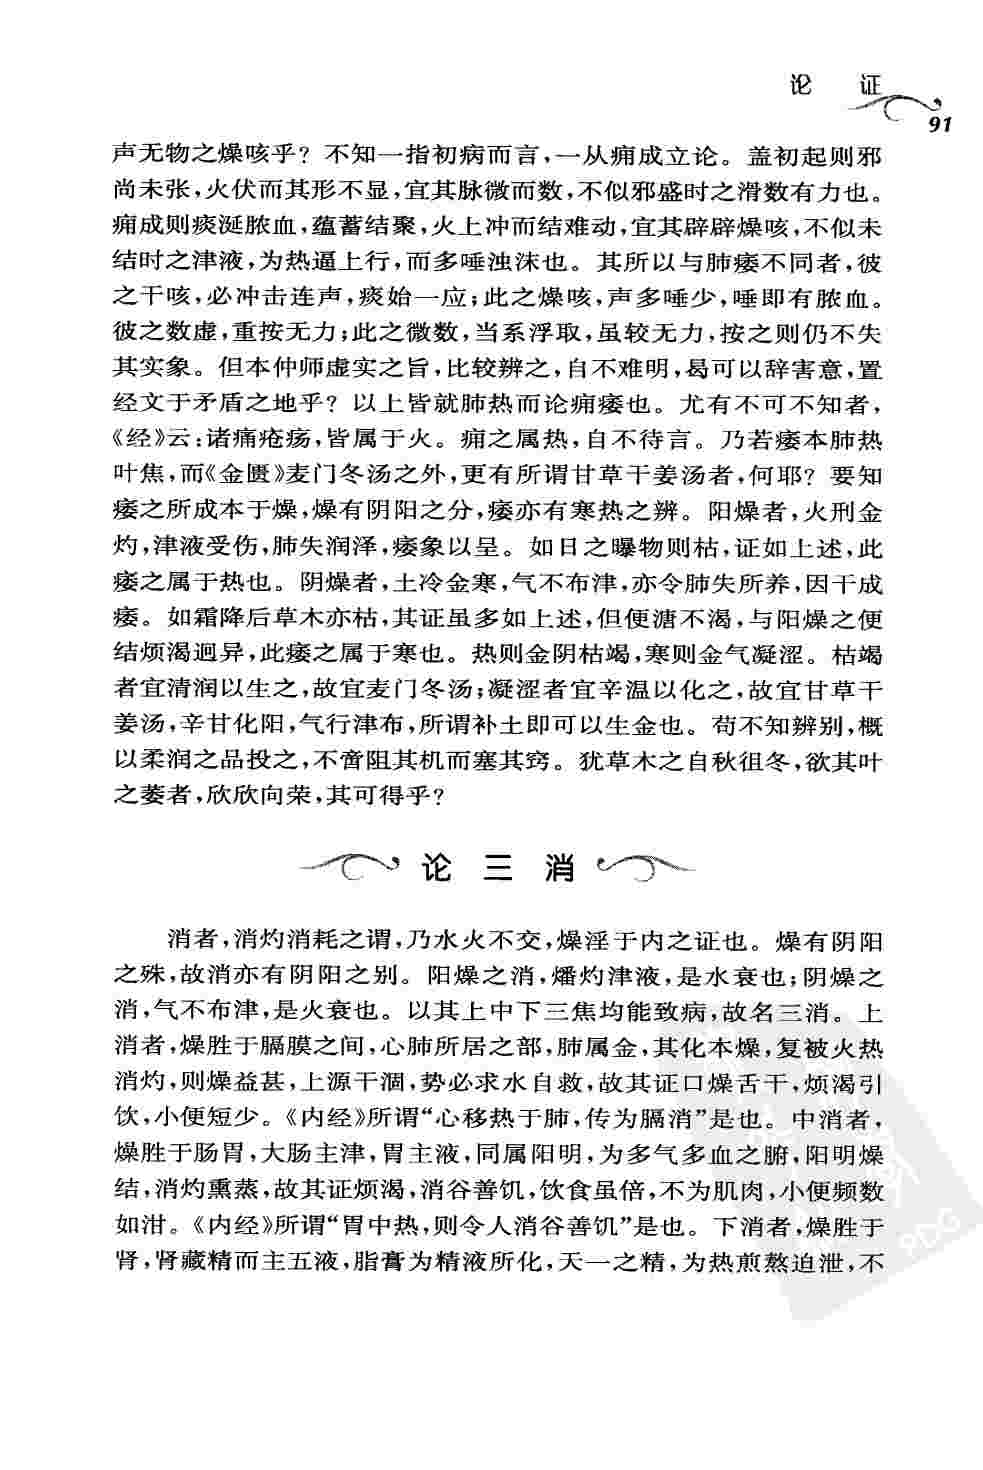 论 证
91
声无物之燥咳乎？不知一指初病而言，一从痈成立论。盖初起则邪
尚未张，火伏而其形不显，宜其脉微而数，不似邪盛时之滑数有力也。
痈成则痰涎脓血，蕴蓄结聚，火上冲而结难动，宜其辟辟燥咳，不似未
结时之津液，为热逼上行，而多唾浊沫也。其所以与肺痿不同者，彼
之干咳，必冲击连声，痰始一应；此之燥咳，声多唾少，唾即有脓血。
彼之数虚，重按无力；此之微数，当系浮取，虽较无力，按之则仍不失
其实象。但本仲师虚实之旨，比较辨之，自不难明，曷可以辞害意，置
经文于矛盾之地乎？以上皆就肺热而论痈痿也。尤有不可不知者，
《经》云：诸痛疮疡，皆属于火。痈之属热，自不待言。乃若痿本肺热
叶焦，而《金匮》麦门冬汤之外，更有所谓甘草干姜汤者，何耶？要知
痿之所成本于燥，燥有阴阳之分，痿亦有寒热之辨。阳燥者，火刑金
灼，津液受伤，肺失润泽，痿象以呈。如日之曝物则枯，证如上述，此
痿之属于热也。阴燥者，土冷金寒，气不布津，亦令肺失所养，因干成
痿。如霜降后草木亦枯，其证虽多如上述，但便溏不渴，与阳燥之便
结烦渴迥异，此痿之属于寒也。热则金阴枯竭，寒则金气凝涩。枯竭
者宜清润以生之，故宜麦门冬汤；凝涩者宜辛温以化之，故宜甘草干
姜汤，辛甘化阳，气行津布，所谓补土即可以生金也。苟不知辨别，概
以柔润之品投之，不啻阻其机而塞其窍。犹草木之自秋徂冬，欲其叶
之萎者，欣欣向荣，其可得乎？
论 三 消
消者，消灼消耗之谓，乃水火不交，燥淫于内之证也。燥有阴阳
之殊，故消亦有阴阳之别。阳燥之消，燔灼津液，是水衰也；阴燥之
消，气不布津，是火衰也。以其上中下三焦均能致病，故名三消。上
消者，燥胜于膈膜之间，心肺所居之部，肺属金，其化本燥，复被火热
消灼，则燥益甚，上源干涸，势必求水自救，故其证口燥舌干，烦渴引
饮，小便短少。《内经》所谓“心移热于肺，传为膈消”是也。中消者，
燥胜于肠胃，大肠主津，胃主液，同属阳明，为多气多血之腑，阳明燥
结，消灼熏蒸，故其证烦渴，消谷善饥，饮食虽倍，不为肌肉，小便频数
如泔。《内经》所谓“胃中热，则令人消谷善饥”是也。下消者，燥胜于
肾，肾藏精而主五液，脂膏为精液所化，天一之精，为热煎熬迫泄，不
PDG